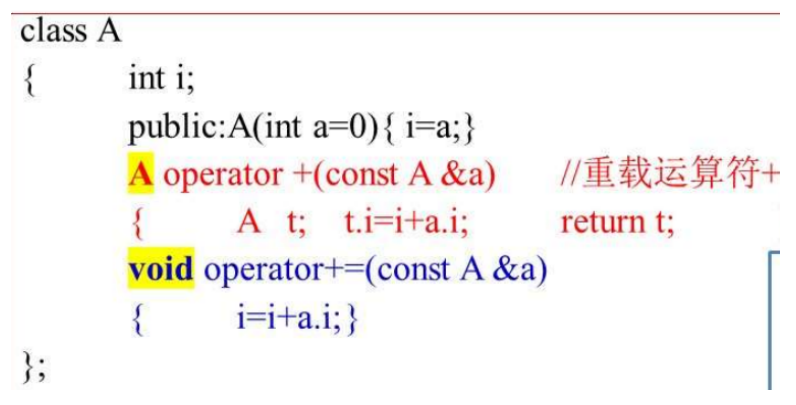 class A
{ int i;
public:A(int a=0){ i=a;}
A operator +(const A &a) //重载运算符+
{ A t; t.i=i+a.i; return t;
void operator+=(const A &a)
{ i=i+a.i;}
};